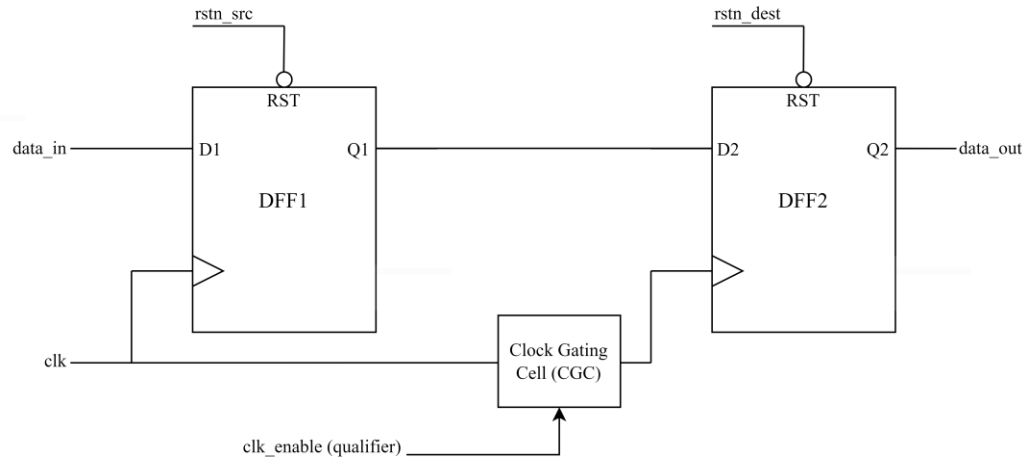 rstn_src
rstn_dest
RST
RST
data_in
D1
Q1
D2
Q2
data_out
DFF1
DFF2
clk
Clock Gating
Cell (CGC)
clk_enable (qualifier)